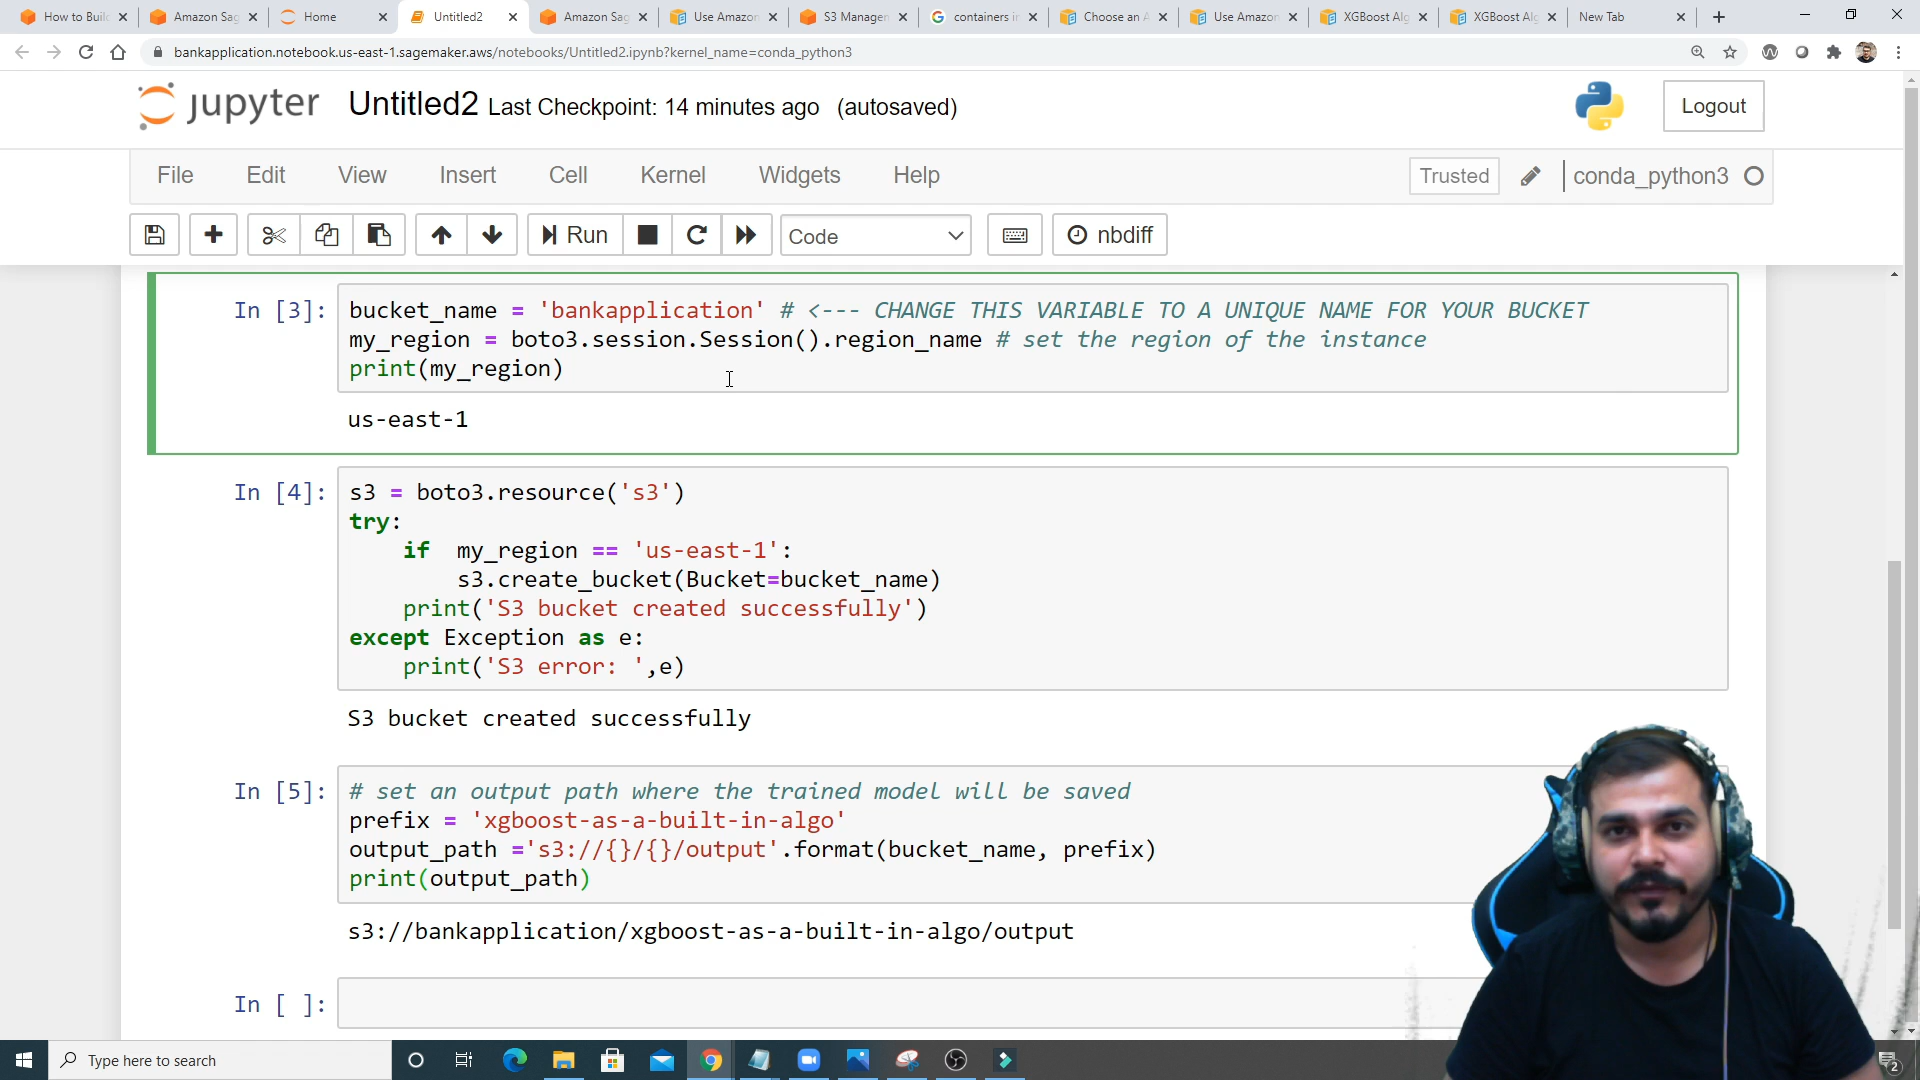 How to Buil
Amazon Sag
Home
Untitled2
Amazon Sag
Use Amazon
S3 Managem
containers in
Choose an A
Use Amazon
XGBoost Alg
XGBoost Alg
New Tab
bankapplication.notebook.us-east-1.sagemaker.aws/notebooks/Untitled2.ipynb?kernel_name=conda_python3
jupyter Untitled2 Last Checkpoint: 14 minutes ago (autosaved)
Logout
File Edit View Insert Cell Kernel Widgets Help
Trusted
conda_python3
Run
Code
nbdiff
In [3]: bucket_name = 'bankapplication' # <--- CHANGE THIS VARIABLE TO A UNIQUE NAME FOR YOUR BUCKET
my_region = boto3.session.Session().region_name # set the region of the instance
print(my_region)
us-east-1
In [4]: s3 = boto3.resource('s3')
try:
    if  my_region == 'us-east-1':
        s3.create_bucket(Bucket=bucket_name)
    print('S3 bucket created successfully')
except Exception as e:
    print('S3 error: ',e)
S3 bucket created successfully
In [5]: # set an output path where the trained model will be saved
prefix = 'xgboost-as-a-built-in-algo'
output_path ='s3://{}/{}/output'.format(bucket_name, prefix)
print(output_path)
s3://bankapplication/xgboost-as-a-built-in-algo/output
In [ ]:
Type here to search
2